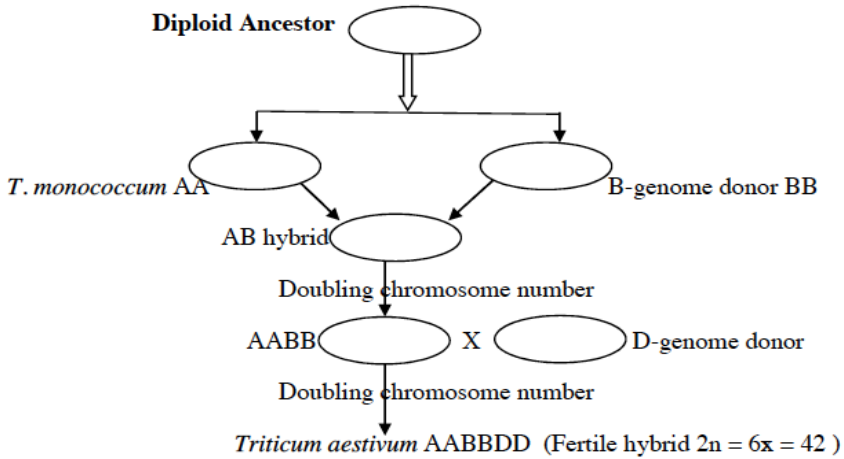 Diploid Ancestor
T. monococcum AA
B-genome donor BB
AB hybrid
Doubling chromosome number
AABB
X
D-genome donor
Doubling chromosome number
Triticum aestivum AABBDD (Fertile hybrid 2n = 6x = 42 )